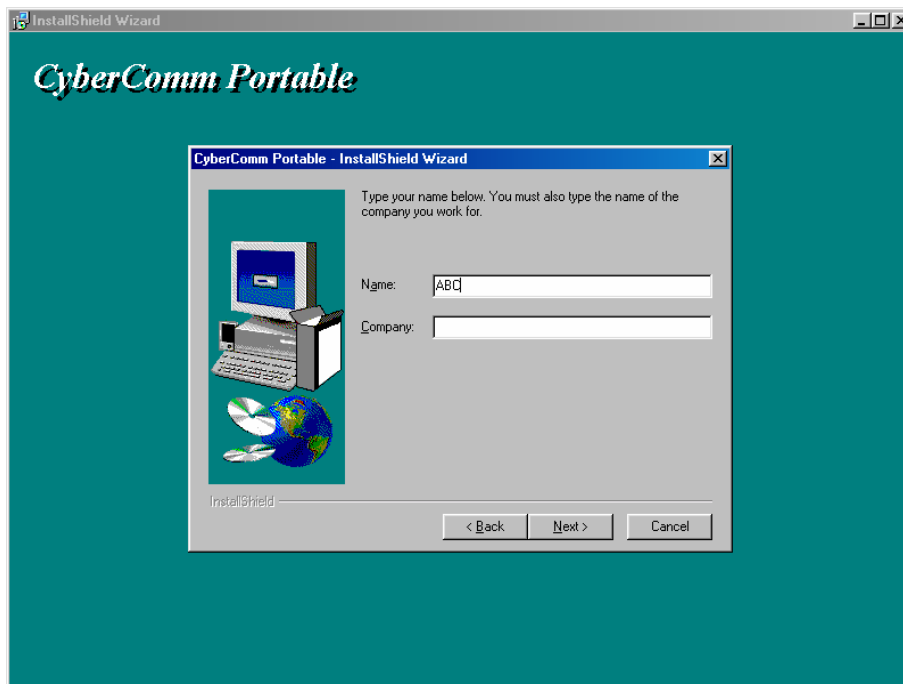 InstallShield Wizard
CyberComm Portable
CyberComm Portable - InstallShield Wizard
Type your name below. You must also type the name of the
company you work for.
Name: ABC
Company:
InstallShield
< Back Next > Cancel